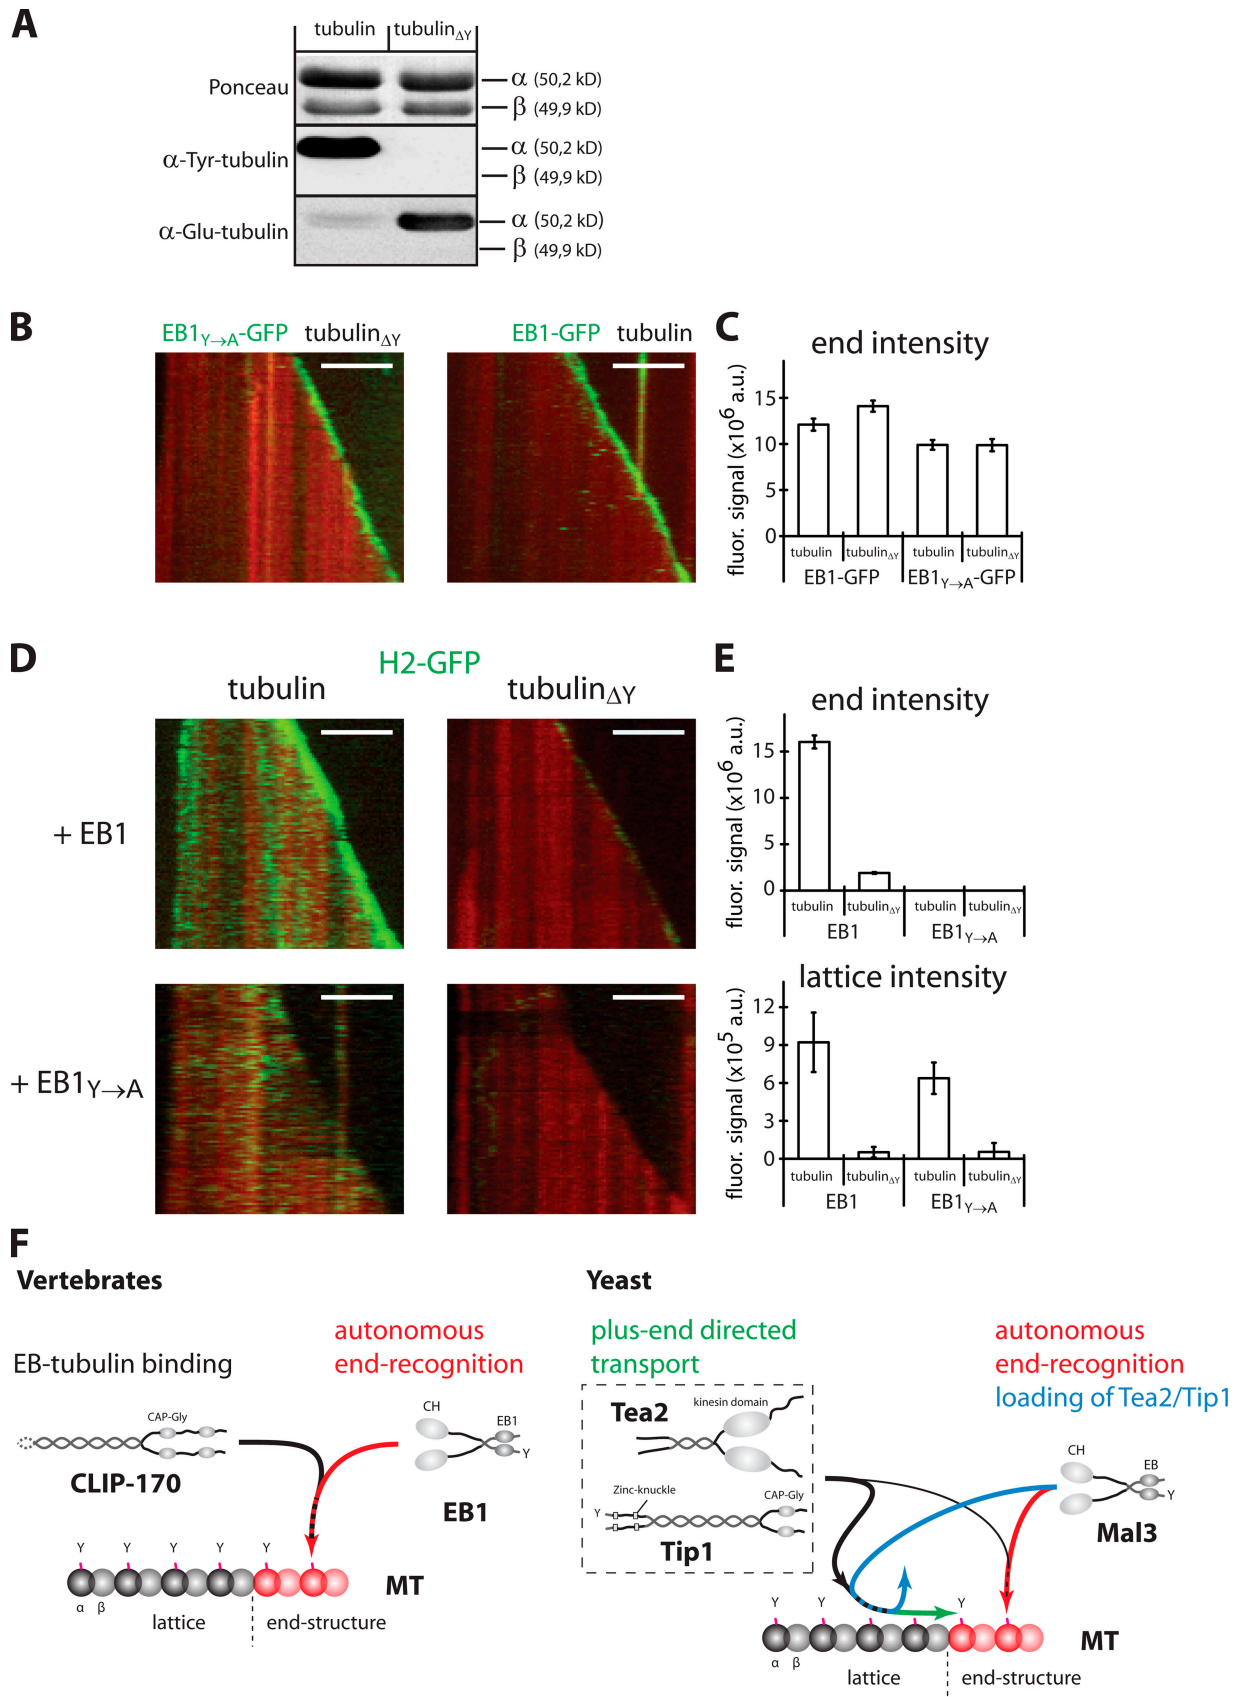 A
tubulin tubulinΔY
Ponceau
α (50,2 kD)
β (49,9 kD)
α-Tyr-tubulin
α (50,2 kD)
β (49,9 kD)
α-Glu-tubulin
α (50,2 kD)
β (49,9 kD)
B
EB1Y→A-GFP tubulinΔY
EB1-GFP tubulin
C
end intensity
fluor. signal (x10^6 a.u.)
15
10
5
0
tubulin tubulinΔY tubulin tubulinΔY
EB1-GFP EB1Y→A-GFP
D
H2-GFP
tubulin tubulinΔY
+ EB1
+ EB1Y→A
E
end intensity
fluor. signal (x10^6 a.u.)
15
10
5
0
tubulin tubulinΔY tubulin tubulinΔY
EB1 EB1Y→A
lattice intensity
fluor. signal (x10^5 a.u.)
12
9
6
3
0
tubulin tubulinΔY tubulin tubulinΔY
EB1 EB1Y→A
F
Vertebrates
autonomous
end-recognition
EB-tubulin binding
CAP-Gly
CLIP-170
CH
EB1
Y
EB1
Y Y Y Y Y
MT
α β
lattice
end-structure
Yeast
plus-end directed
transport
autonomous
end-recognition
loading of Tea2/Tip1
Tea2
kinesin domain
Zinc-knuckle
Y
CAP-Gly
Tip1
CH
EB
Y
Mal3
Y Y Y
MT
α β
lattice
end-structure